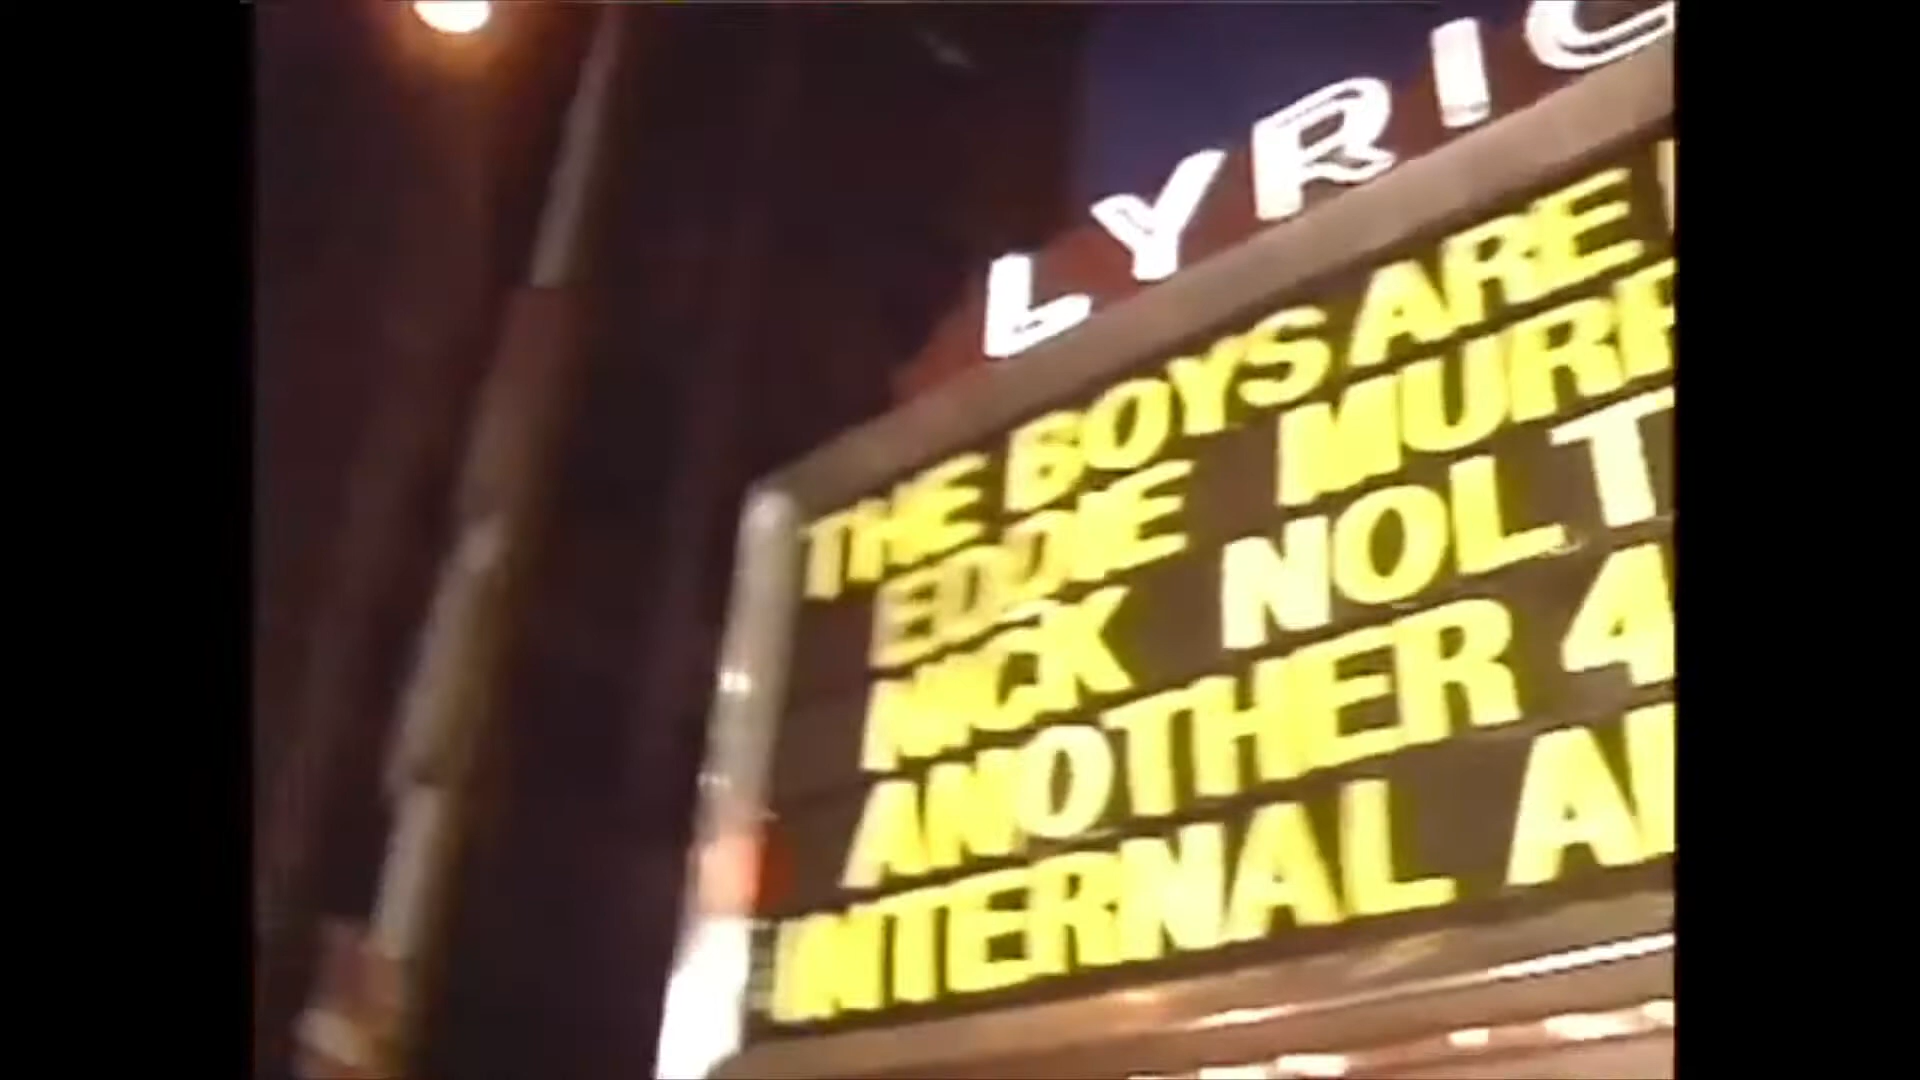 LYRIC
THE BOYS ARE
EDDIE MURP
NICK NOLT
ANOTHER 4
INTERNAL A